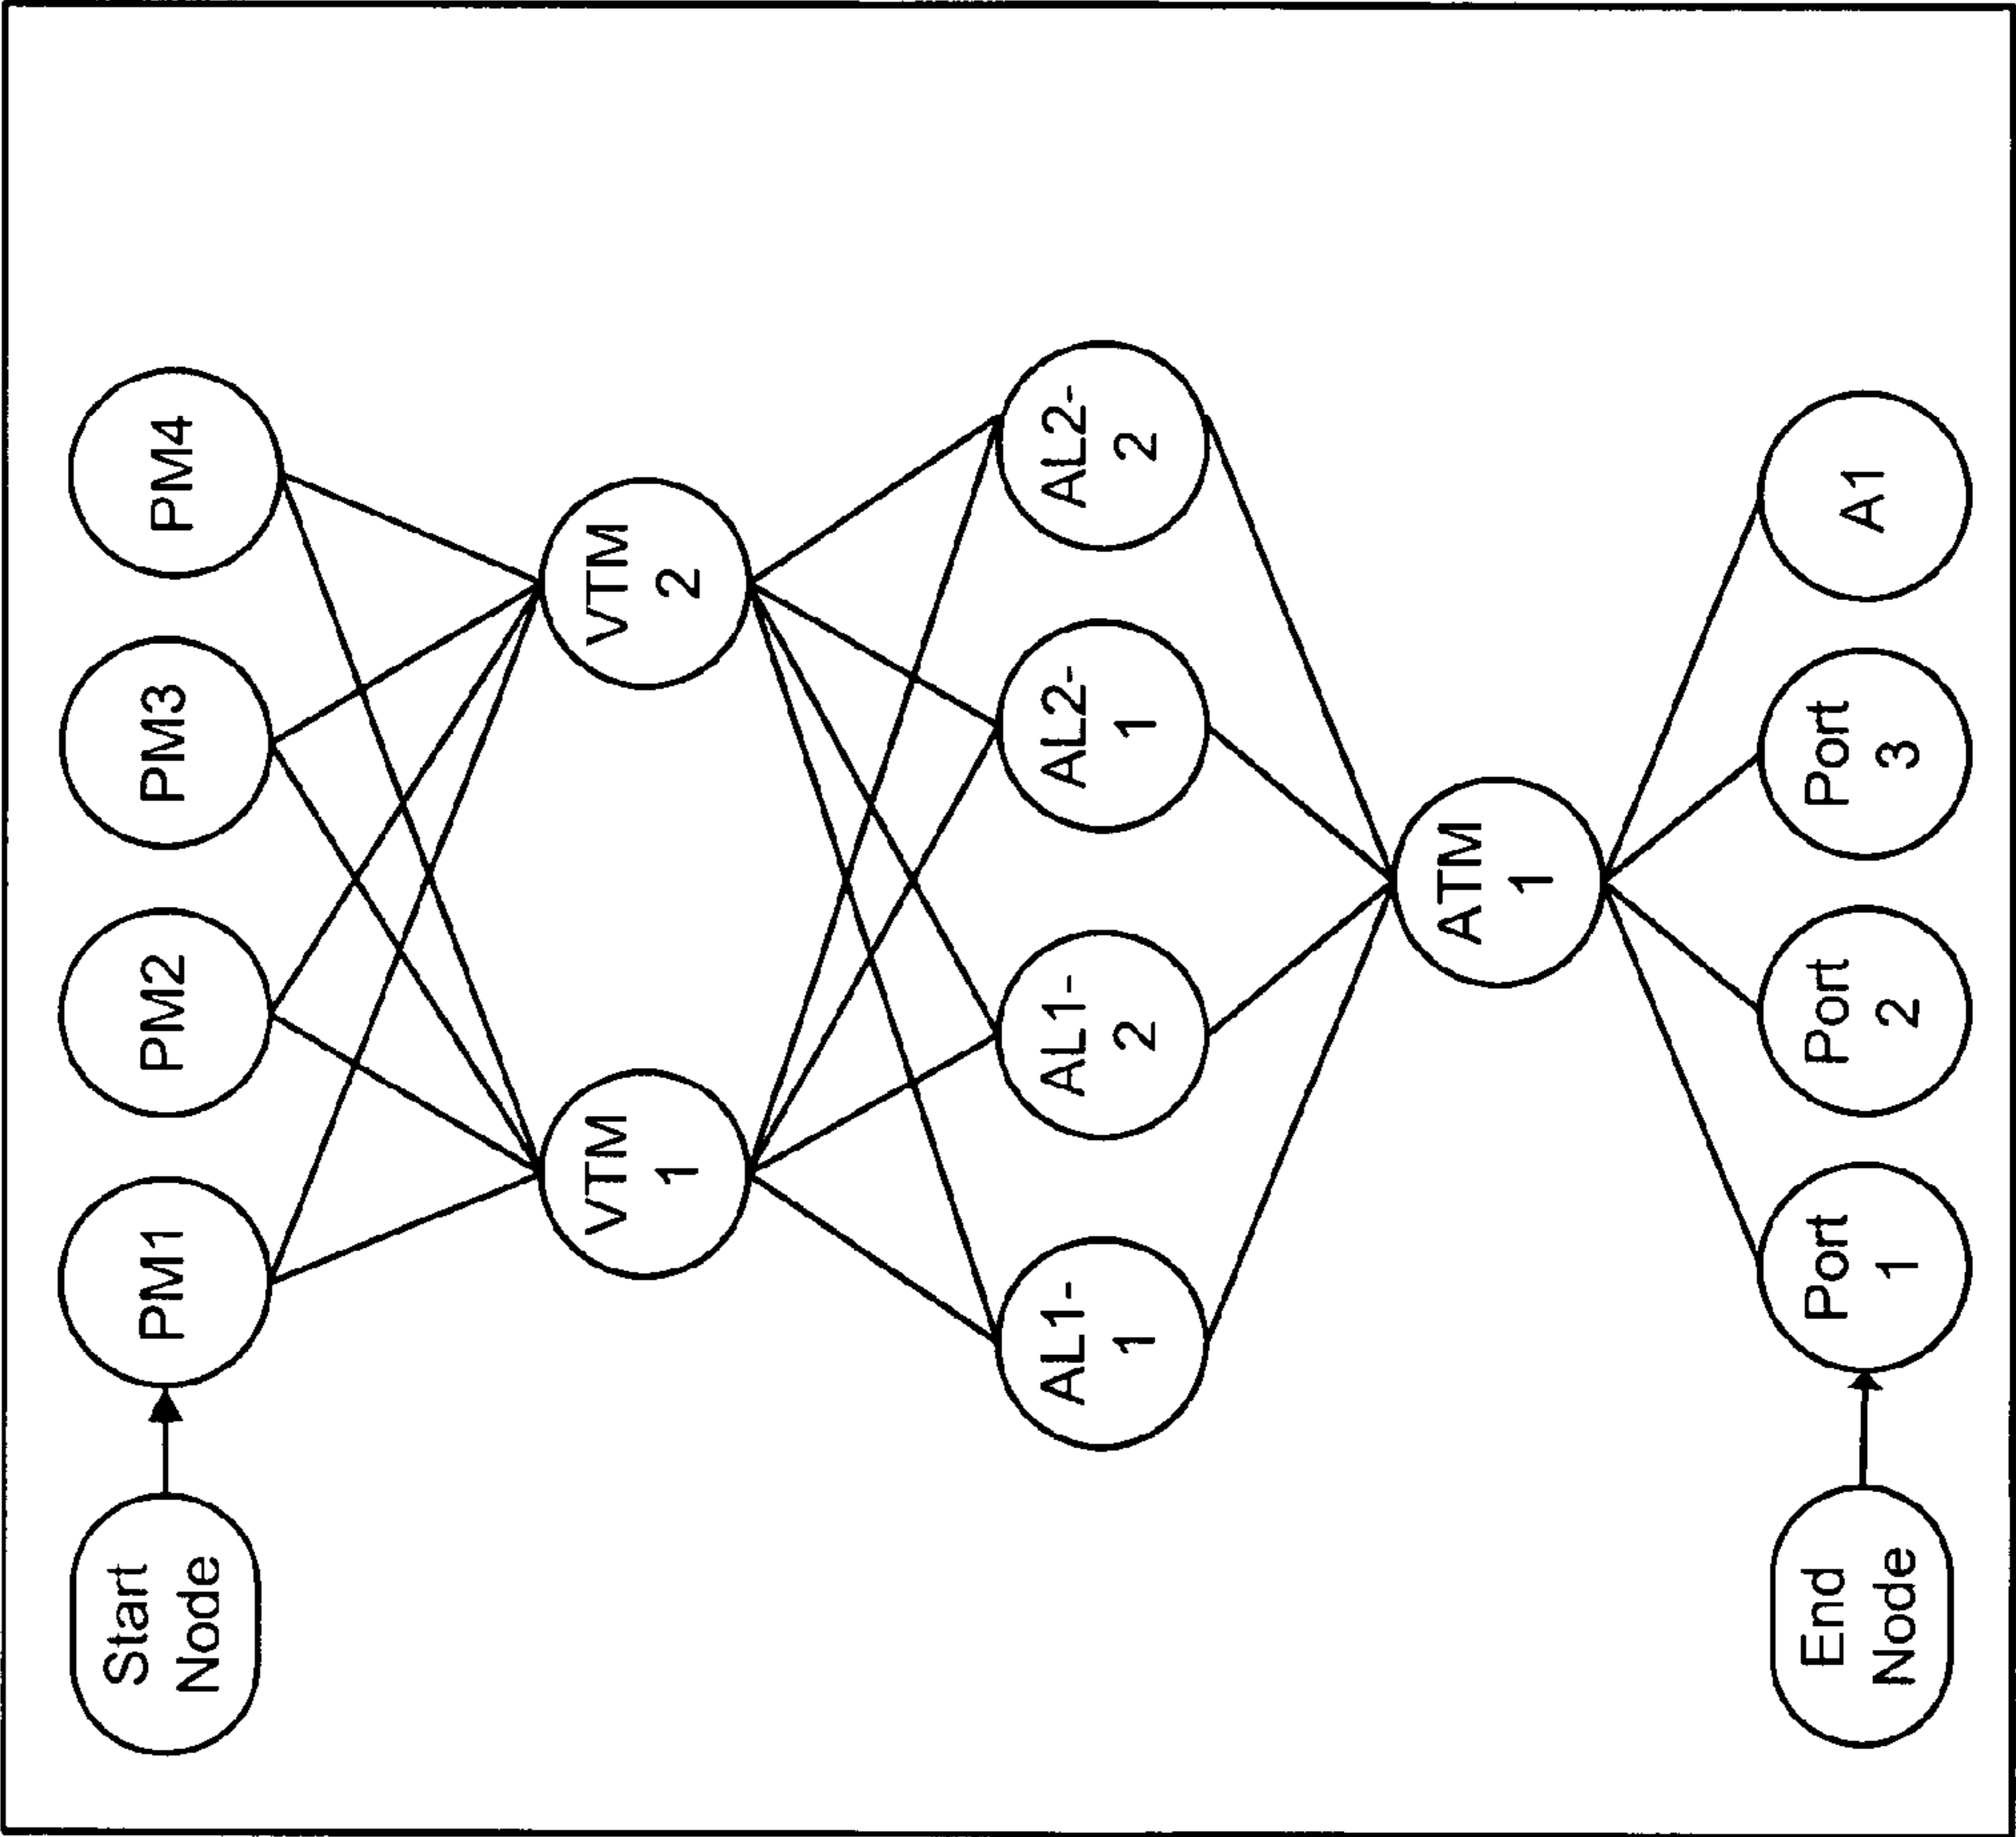 Start
Node
PM1
PM2
PM3
PM4
VTM
1
VTM
2
AL1-
1
AL1-
2
AL2-
1
AL2-
2
ATM
1
End
Node
Port
1
Port
2
Port
3
A1